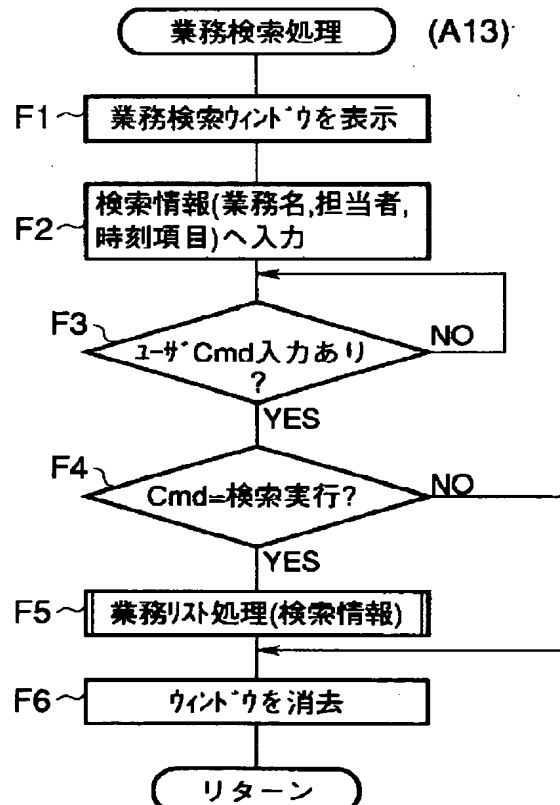 業務検索処理 (A13)
F1 業務検索ウィンドウを表示
F2 検索情報(業務名,担当者,
時刻項目)へ入力
F3 ユーザCmd入力あり NO
?
YES
F4 Cmd=検索実行? NO
YES
F5 業務リスト処理(検索情報)
F6 ウィンドウを消去
リターン